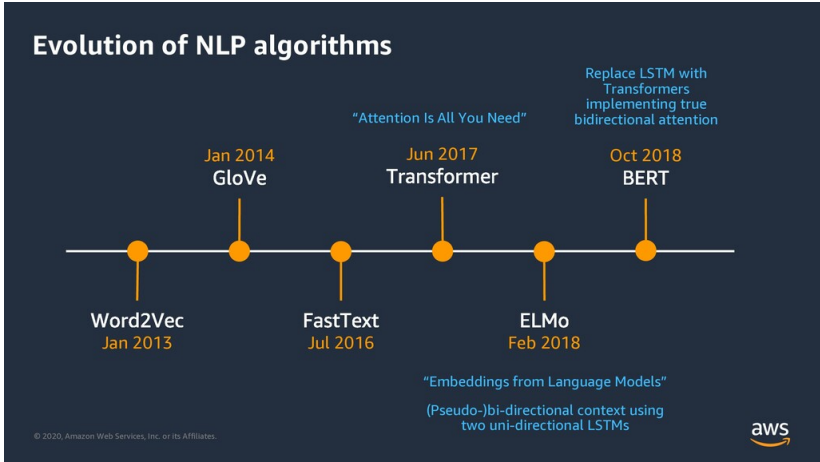 Evolution of NLP algorithms
Replace LSTM with
Transformers
implementing true
bidirectional attention
“Attention Is All You Need”
Jan 2014
GloVe
Jun 2017
Transformer
Oct 2018
BERT
Word2Vec
Jan 2013
FastText
Jul 2016
ELMo
Feb 2018
“Embeddings from Language Models”
(Pseudo-)bi-directional context using
two uni-directional LSTMs
© 2020, Amazon Web Services, Inc. or its Affiliates.
aws